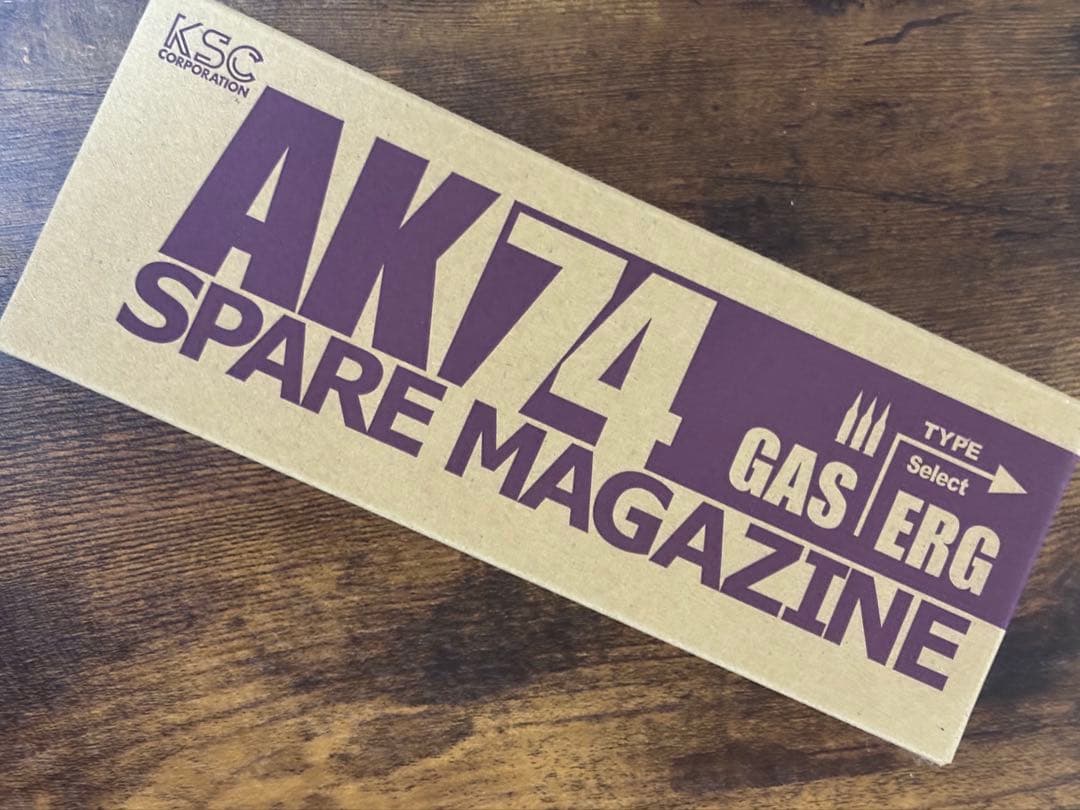 KSC
CORPORATION
AK74
SPARE MAGAZINE
GAS
TYPE
Select
ERG